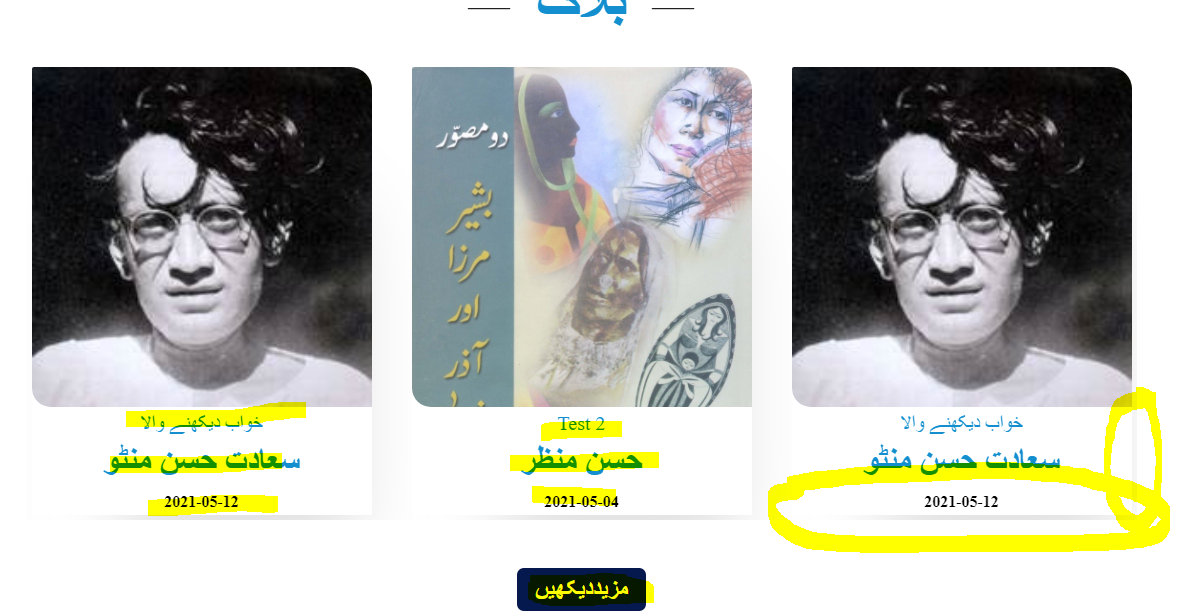 بلاگ
دو مصوّر
بشیر
مرزا
اور
آذر
خواب دیکھنے والا
سعادت حسن منٹو
2021-05-12
Test 2
حسن منظر
2021-05-04
خواب دیکھنے والا
سعادت حسن منٹو
2021-05-12
مزیددیکھیں